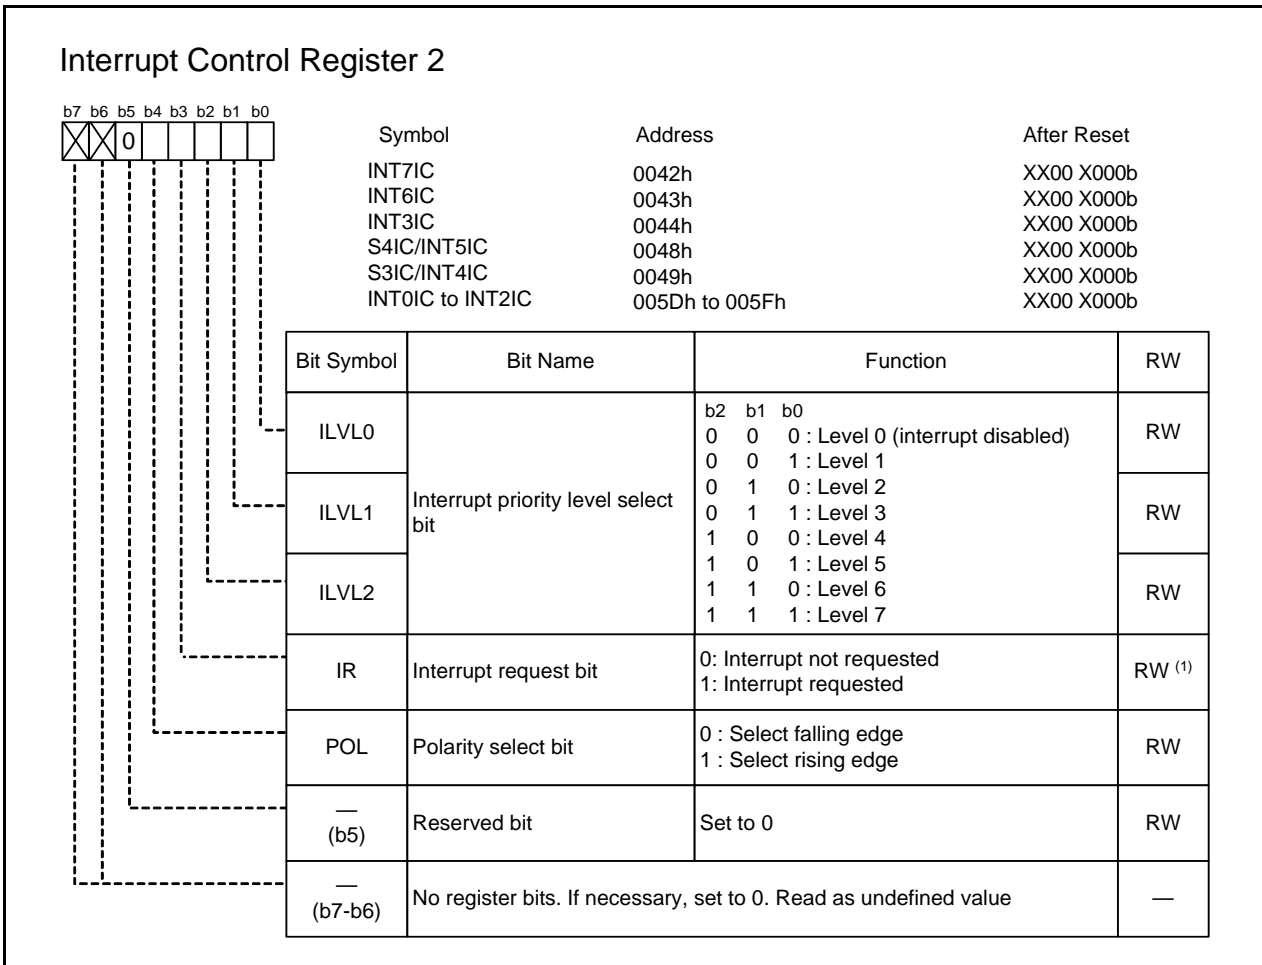 Interrupt Control Register 2
b7 b6 b5 b4 b3 b2 b1 b0
0
Symbol Address After Reset
INT7IC 0042h XX00 X000b
INT6IC 0043h XX00 X000b
INT3IC 0044h XX00 X000b
S4IC/INT5IC 0048h XX00 X000b
S3IC/INT4IC 0049h XX00 X000b
INT0IC to INT2IC 005Dh to 005Fh XX00 X000b
Bit Symbol Bit Name Function RW
ILVL0 RW
ILVL1 RW
ILVL2 RW
Interrupt priority level select
bit
b2 b1 b0
0 0 0 : Level 0 (interrupt disabled)
0 0 1 : Level 1
0 1 0 : Level 2
0 1 1 : Level 3
1 0 0 : Level 4
1 0 1 : Level 5
1 1 0 : Level 6
1 1 1 : Level 7
IR Interrupt request bit 0: Interrupt not requested RW (1)
1: Interrupt requested
POL Polarity select bit 0 : Select falling edge RW
1 : Select rising edge
—
(b5) Reserved bit Set to 0 RW
—
(b7-b6) No register bits. If necessary, set to 0. Read as undefined value —